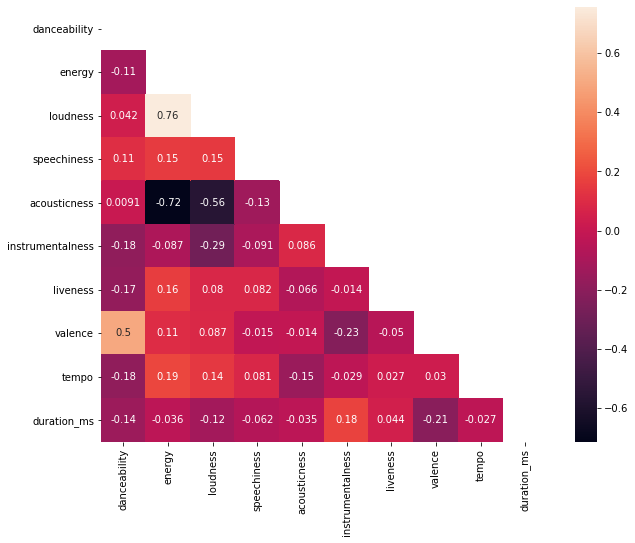 danceability
energy -0.11
loudness 0.042 0.76
speechiness 0.11 0.15 0.15
acousticness 0.0091 -0.72 -0.56 -0.13
instrumentalness -0.18 -0.087 -0.29 -0.091 0.086
liveness -0.17 0.16 0.08 0.082 -0.066 -0.014
valence 0.5 0.11 0.087 -0.015 -0.014 -0.23 -0.05
tempo -0.18 0.19 0.14 0.081 -0.15 -0.029 0.027 0.03
duration_ms -0.14 -0.036 -0.12 -0.062 -0.035 0.18 0.044 -0.21 -0.027
danceability
energy
loudness
speechiness
acousticness
instrumentalness
liveness
valence
tempo
duration_ms
0.6
0.4
0.2
0.0
-0.2
-0.4
-0.6